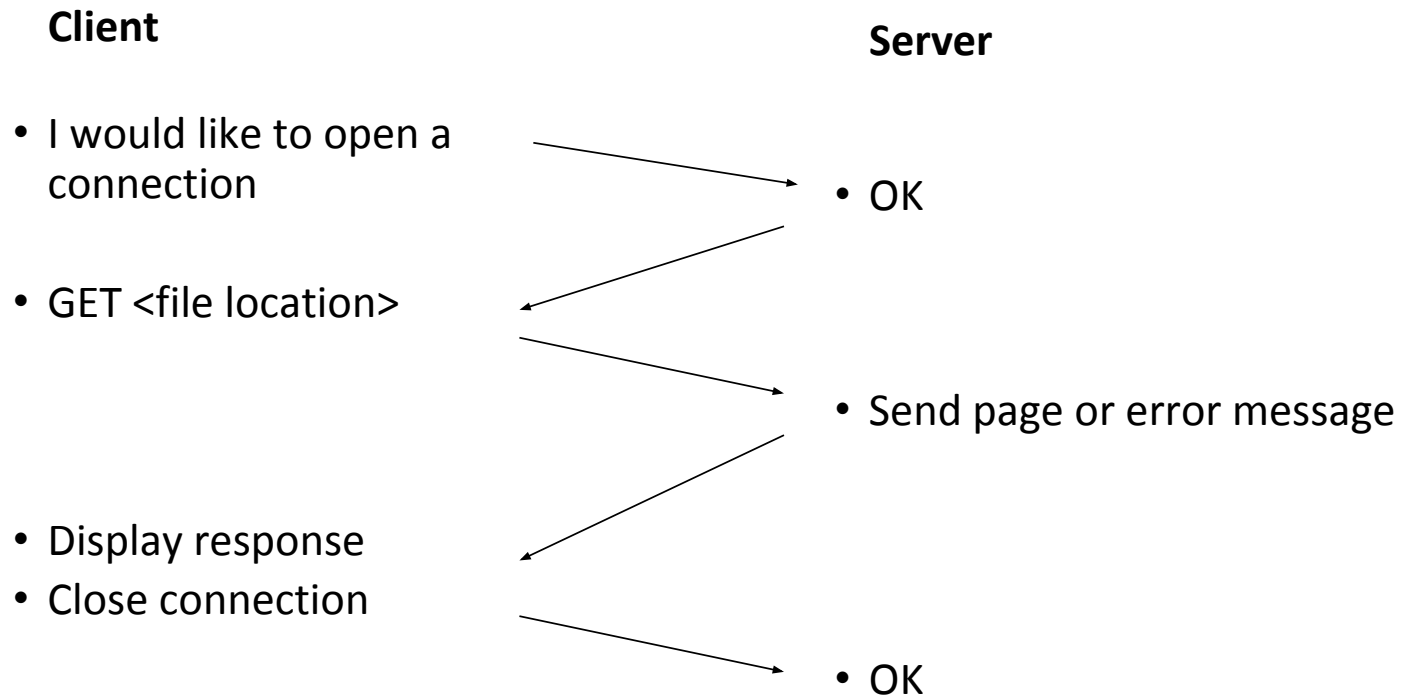 Client
Server
• I would like to open a
connection
• OK
• GET <file location>
• Send page or error message
• Display response
• Close connection
• OK